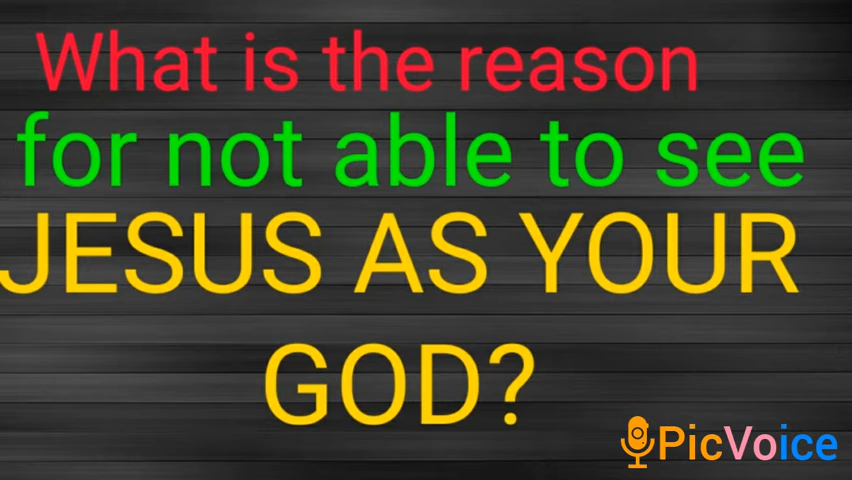 What is the reason
for not able to see
JESUS AS YOUR
GOD?
PicVoice